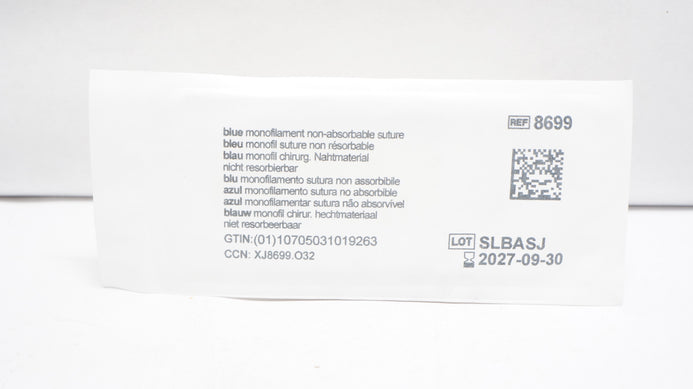 blue monofilament non-absorbable suture
bleu monofil suture non résorbable
blau monofil chirurg. Nahtmaterial
nicht resorbierbar
blu monofilamento sutura non assorbibile
azul monofilamento sutura no absorbible
azul monofilamentar sutura não absorvível
blauw monofil chirur. hechtmateriaal
niet resorbeerbaar
GTIN:(01)10705031019263
CCN: XJ8699.O32
REF 8699
LOT SLBASJ
2027-09-30